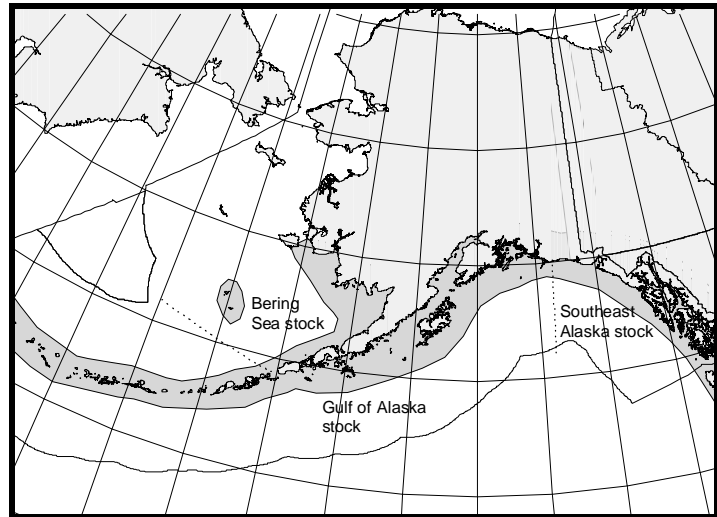 Bering
Sea stock
Southeast
Alaska stock
Gulf of Alaska
stock